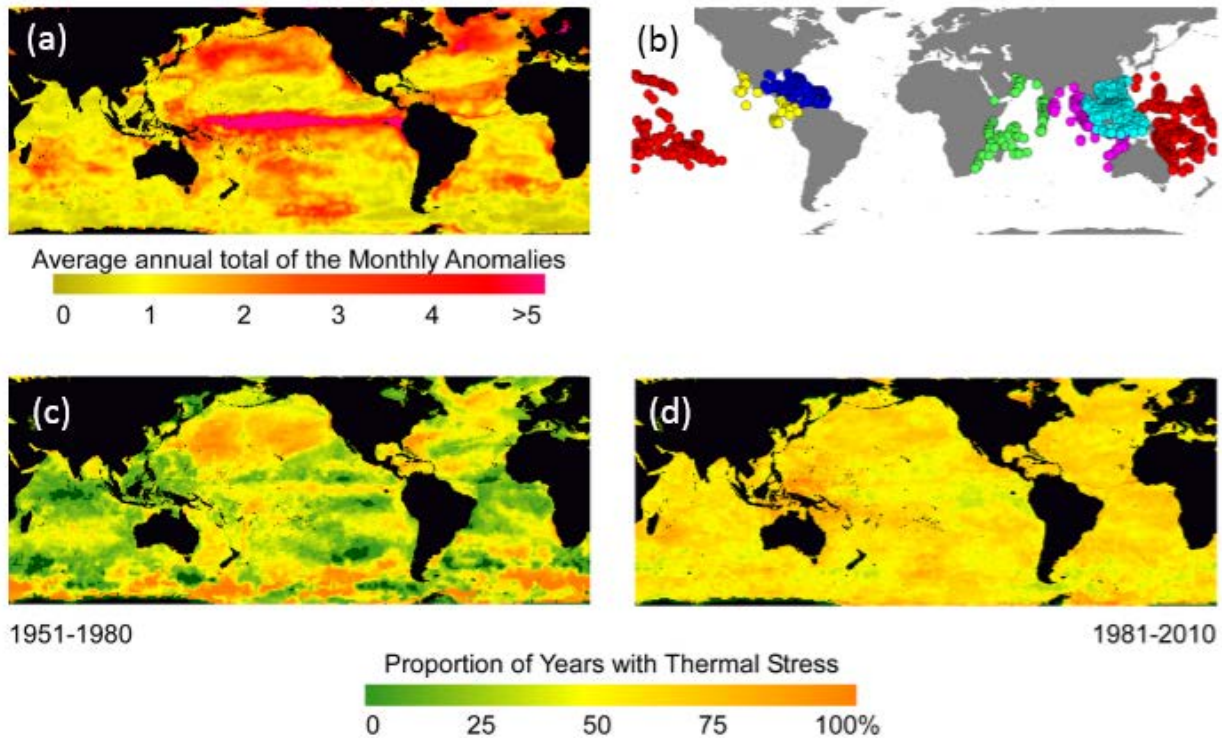 (a)
(b)
Average annual total of the Monthly Anomalies
0 1 2 3 4 >5
(c)
(d)
1951-1980
1981-2010
Proportion of Years with Thermal Stress
0 25 50 75 100%